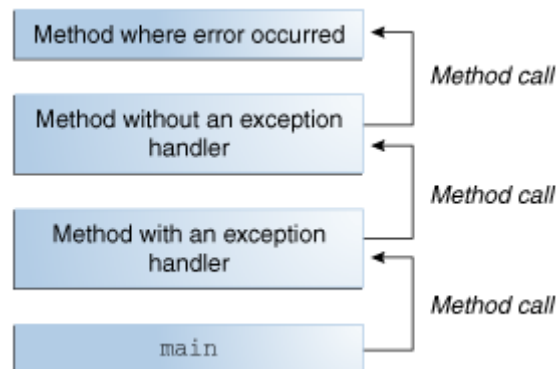 Method where error occurred
Method call
Method without an exception
handler
Method call
Method with an exception
handler
Method call
main